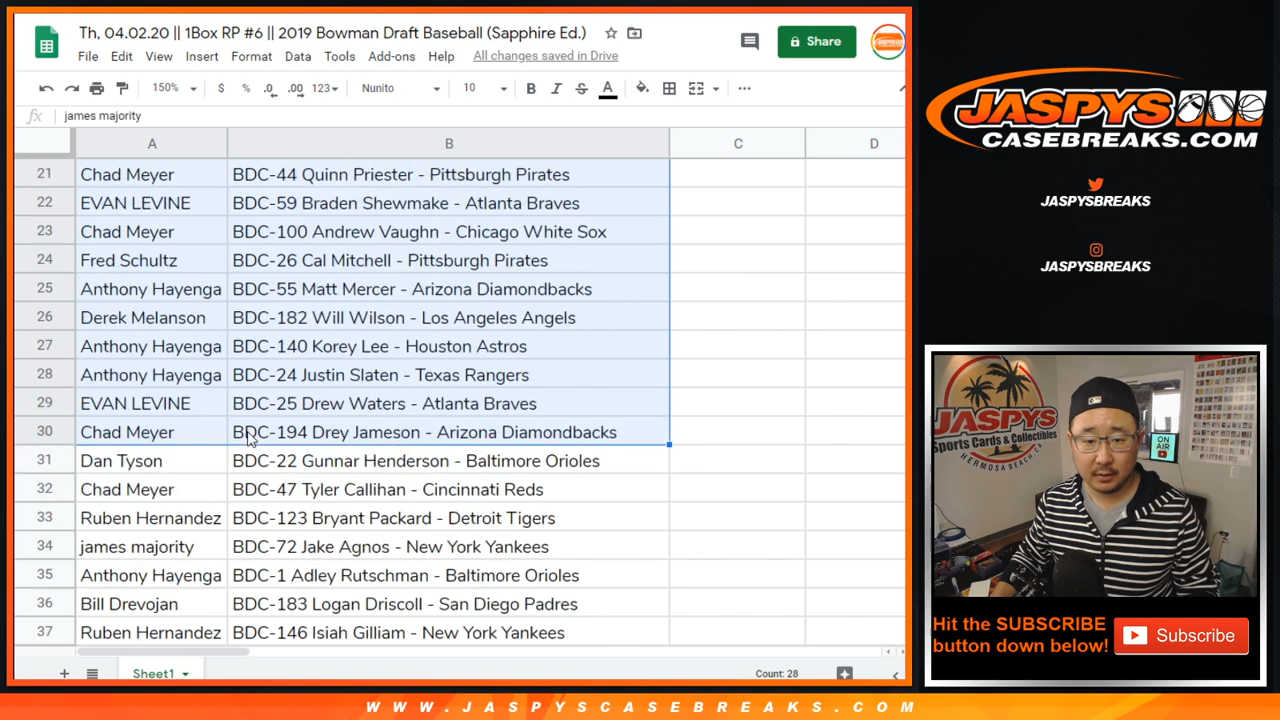 Th, 04.02.20 || 1Box RP #6 || 2019 Bowman Draft Baseball (Sapphire Ed.)
File Edit View Insert Format Data Tools Add-ons Help All changes saved in Drive
Share
150% $ % .0 .00 123 Nunito 10 B I S A
fx james majority
A B C D
21 Chad Meyer BDC-44 Quinn Priester - Pittsburgh Pirates
22 EVAN LEVINE BDC-59 Braden Shewmake - Atlanta Braves
23 Chad Meyer BDC-100 Andrew Vaughn - Chicago White Sox
24 Fred Schultz BDC-26 Cal Mitchell - Pittsburgh Pirates
25 Anthony Hayenga BDC-55 Matt Mercer - Arizona Diamondbacks
26 Derek Melanson BDC-182 Will Wilson - Los Angeles Angels
27 Anthony Hayenga BDC-140 Korey Lee - Houston Astros
28 Anthony Hayenga BDC-24 Justin Slaten - Texas Rangers
29 EVAN LEVINE BDC-25 Drew Waters - Atlanta Braves
30 Chad Meyer BDC-194 Drey Jameson - Arizona Diamondbacks
31 Dan Tyson BDC-22 Gunnar Henderson - Baltimore Orioles
32 Chad Meyer BDC-47 Tyler Callihan - Cincinnati Reds
33 Ruben Hernandez BDC-123 Bryant Packard - Detroit Tigers
34 james majority BDC-72 Jake Agnos - New York Yankees
35 Anthony Hayenga BDC-1 Adley Rutschman - Baltimore Orioles
36 Bill Drevojan BDC-183 Logan Driscoll - San Diego Padres
37 Ruben Hernandez BDC-146 Isiah Gilliam - New York Yankees
Sheet1
Count: 28
JASPYS
CASEBREAKS.COM
JASPYSBREAKS
JASPYSBREAKS
JASPYS
Sports Cards & Collectibles
HERMOSA BEACH, CA
ON
AIR
Hit the SUBSCRIBE
button down below!
Subscribe
WWW.JASPYSCASEBREAKS.COM